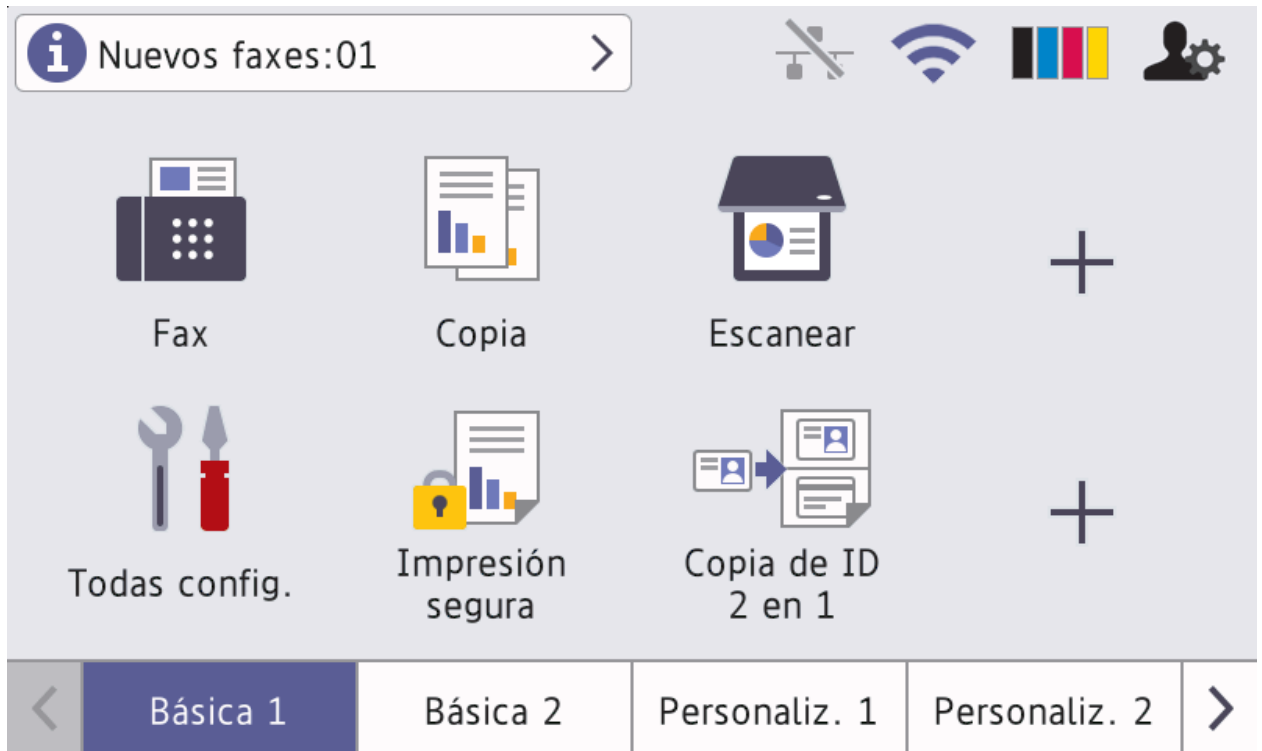 Nuevos faxes:01
Fax
Copia
Escanear
Todas config.
Impresión
segura
Copia de ID
2 en 1
Básica 1
Básica 2
Personaliz. 1
Personaliz. 2